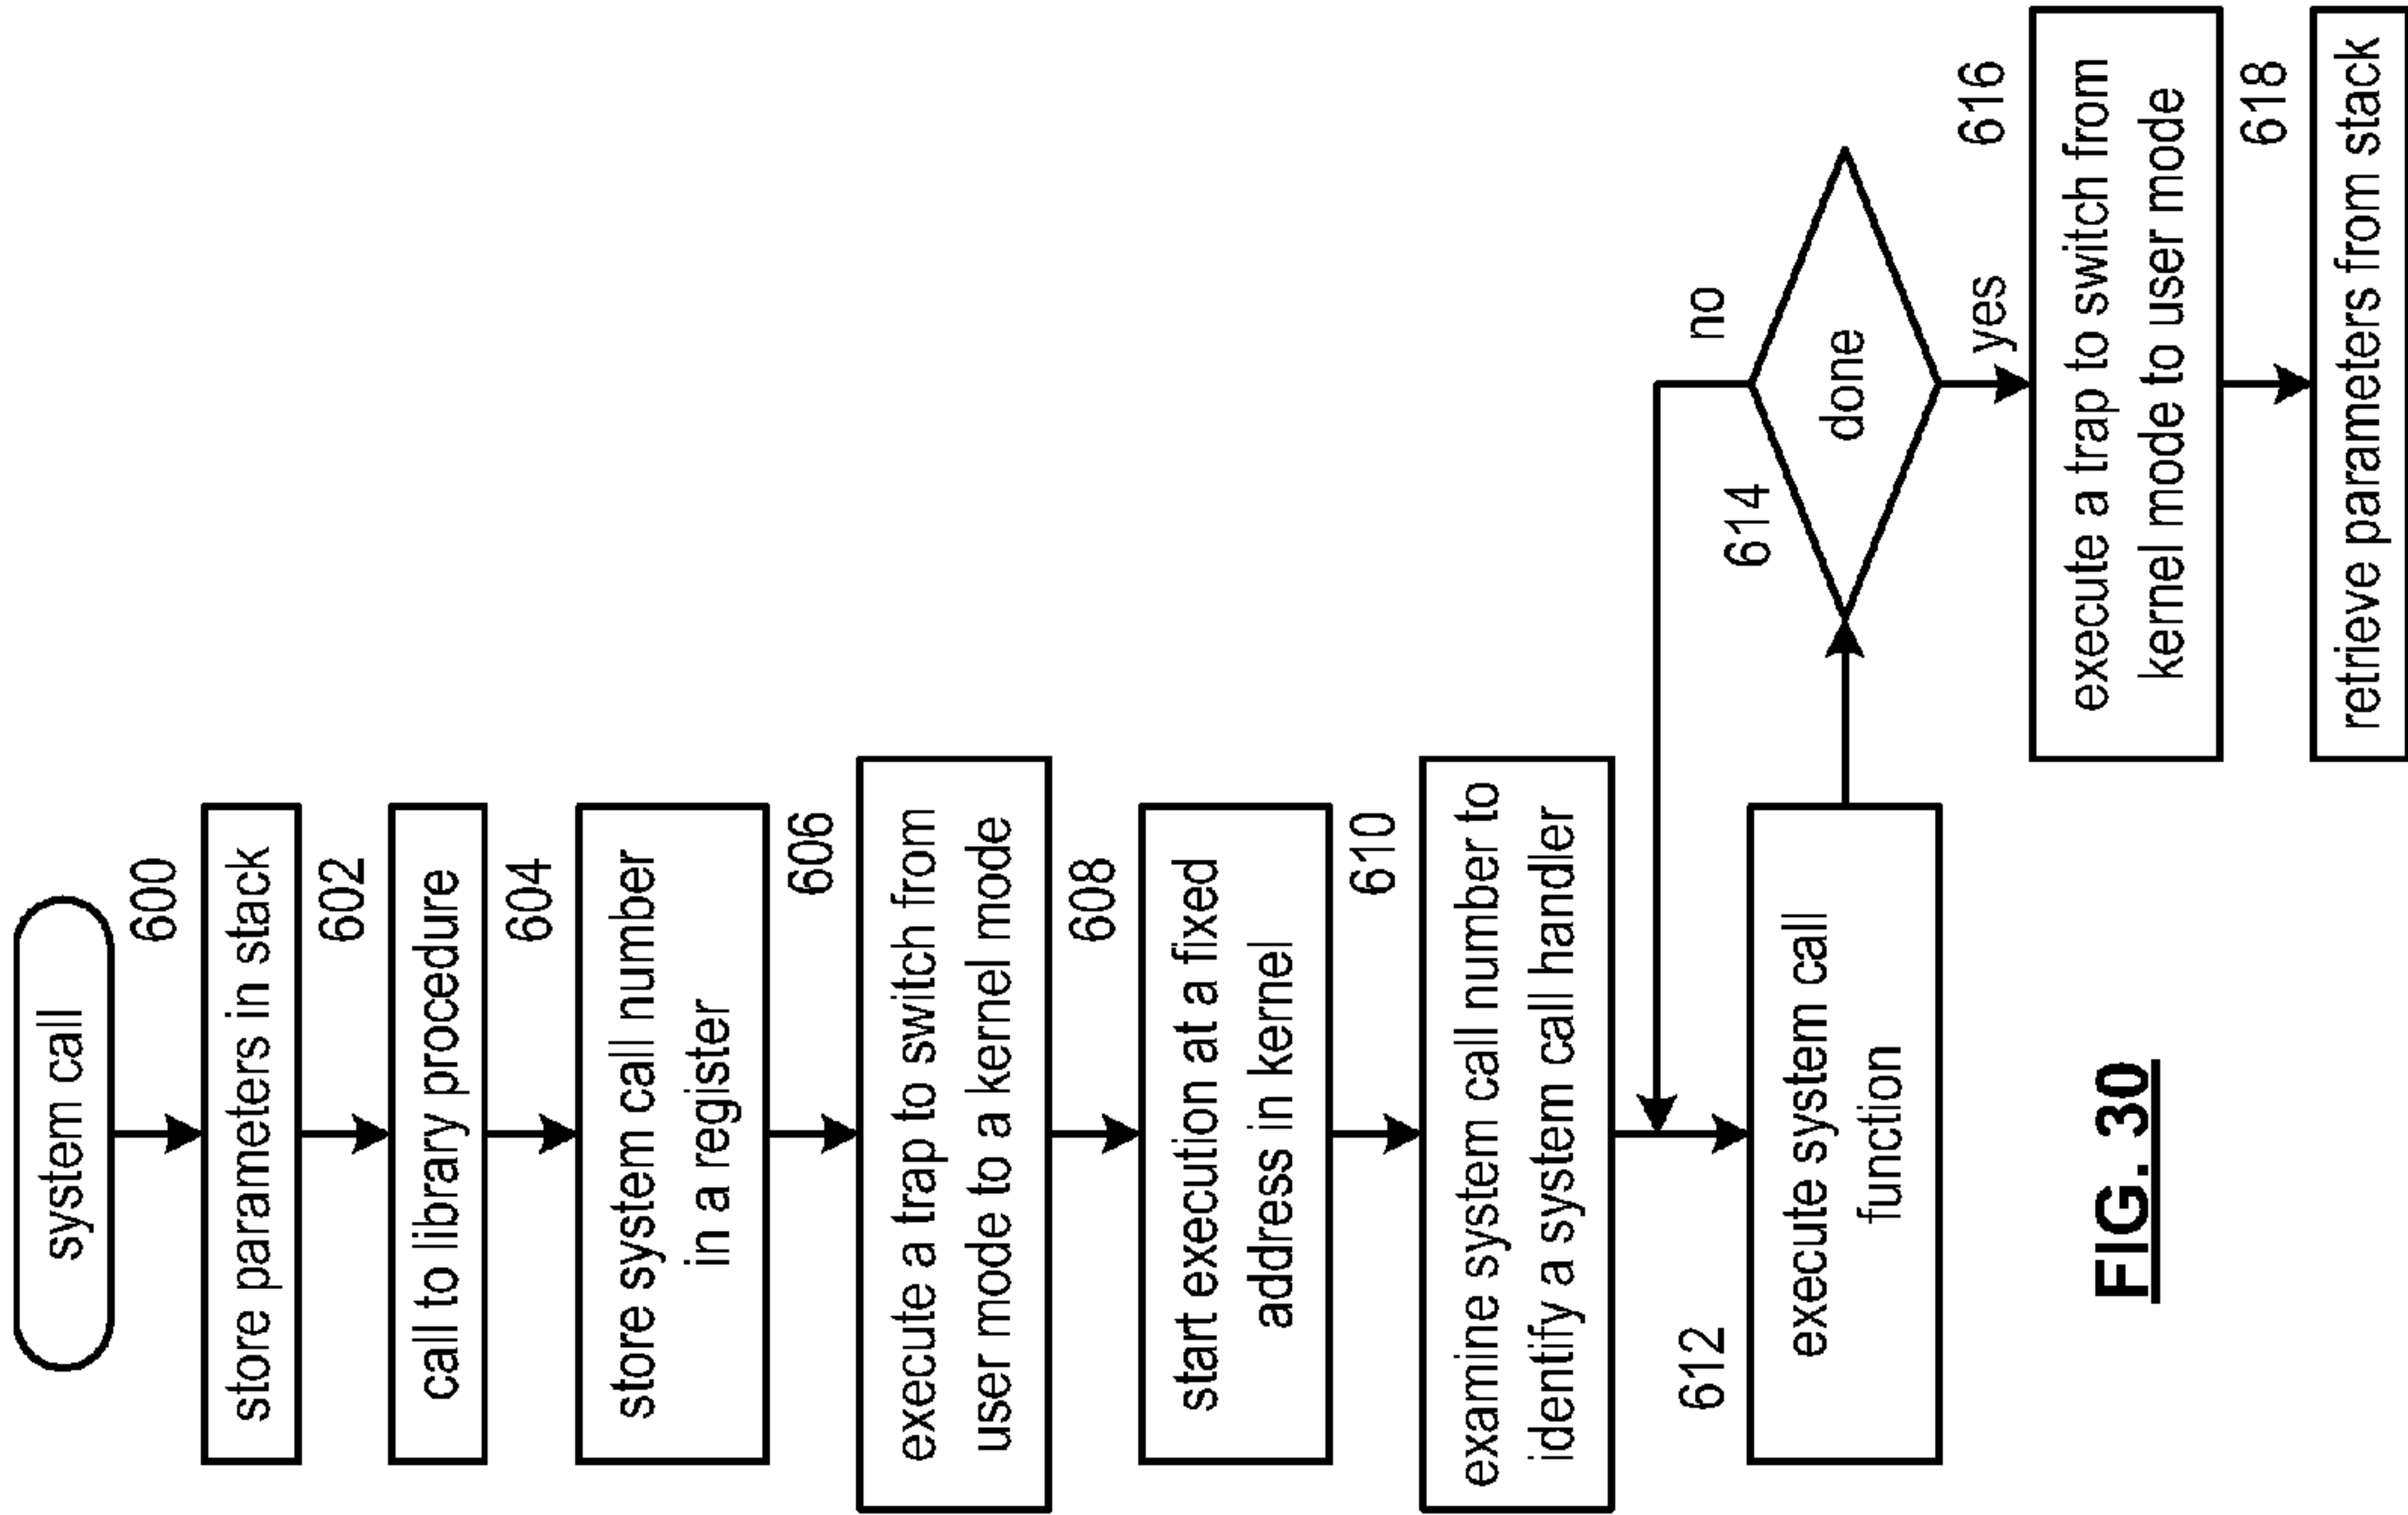 system call
600
store parameters in stack
602
call to library procedure
604
store system call number
in a register
606
execute a trap to switch from
user mode to a kernel mode
608
start execution at a fixed
address in kernel
610
examine system call number to
identify a system call handler
612
execute system call
function
614
done
no
yes
616
execute a trap to switch from
kernel mode to user mode
618
retrieve parameters from stack
FIG. 30